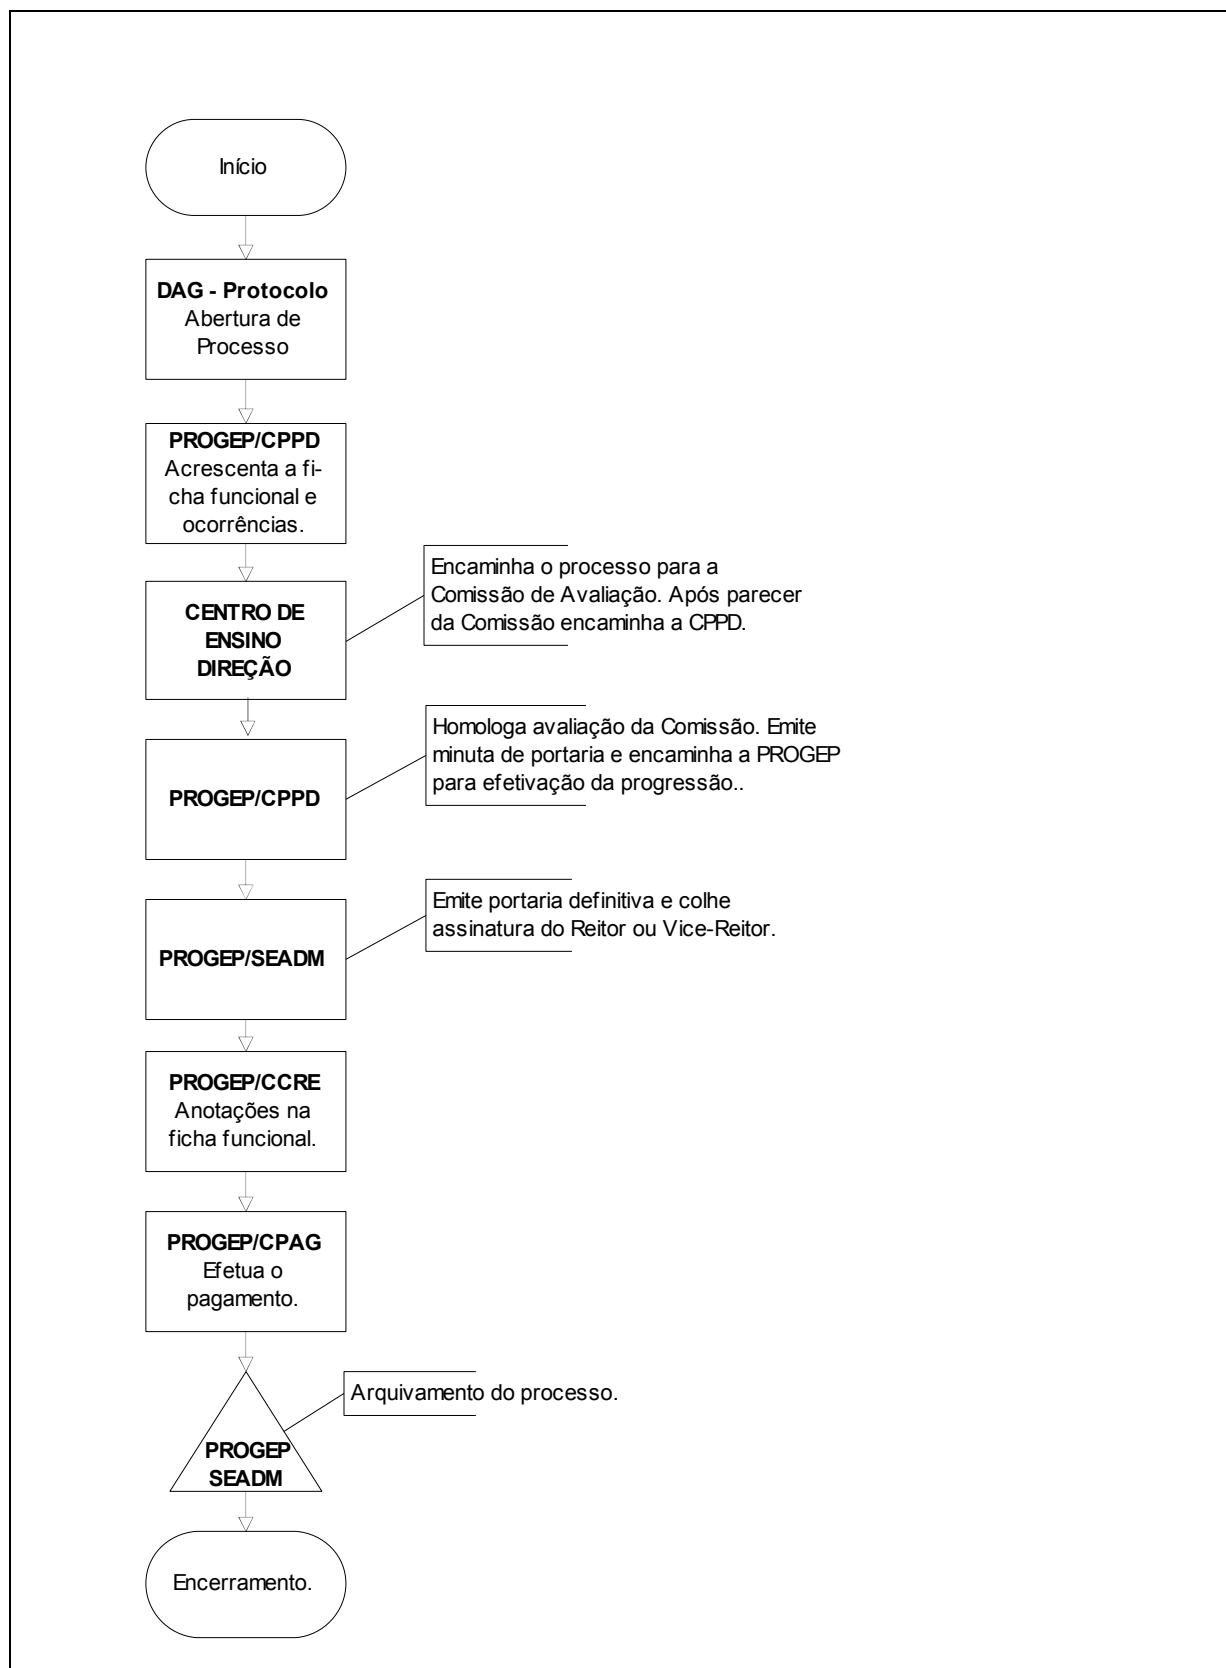 Início
DAG - Protocolo
Abertura de
Processo
PROGEP/CPPD
Acrescenta a fi-
cha funcional e
ocorrências.
CENTRO DE
ENSINO
DIREÇÃO
Encaminha o processo para a
Comissão de Avaliação. Após parecer
da Comissão encaminha a CPPD.
PROGEP/CPPD
Homologa avaliação da Comissão. Emite
minuta de portaria e encaminha a PROGEP
para efetivação da progressão..
PROGEP/SEADM
Emite portaria definitiva e colhe
assinatura do Reitor ou Vice-Reitor.
PROGEP/CCRE
Anotações na
ficha funcional.
PROGEP/CPAG
Efetua o
pagamento.
PROGEP
SEADM
Arquivamento do processo.
Encerramento.